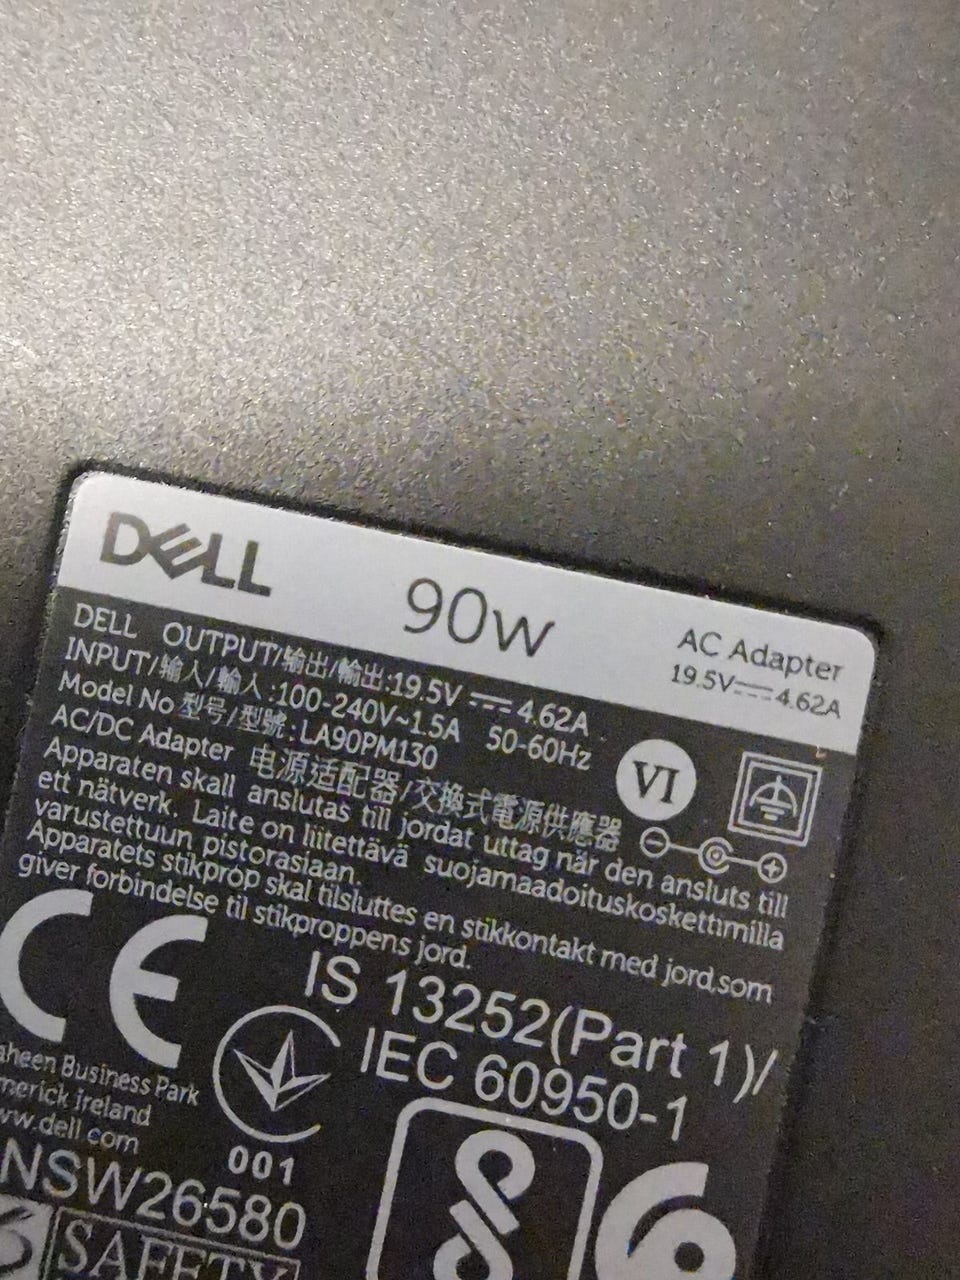 DELL
90W
AC Adapter
19.5V⎓4.62A
DELL OUTPUT/输出/輸出:19.5V⎓4.62A
INPUT/输入/輸入:100-240V~1.5A 50-60Hz
Model No 型号/型號:LA90PM130
AC/DC Adapter 电源适配器/交換式電源供應器
VI
Apparaten skall anslutas till jordat uttag når den ansluts till
ett nätverk. Laite on liitettävä suojamaadoituskoskettimilla
varustettuun pistorasiaan.
Apparatets stikprop skal tilsluttes en stikkontakt med jord,som
giver forbindelse til stikproppens jord.
CE
IS 13252(Part 1)/
IEC 60950-1
Business Park
ireland
.dell.com
001
NSW26580
SAFETY